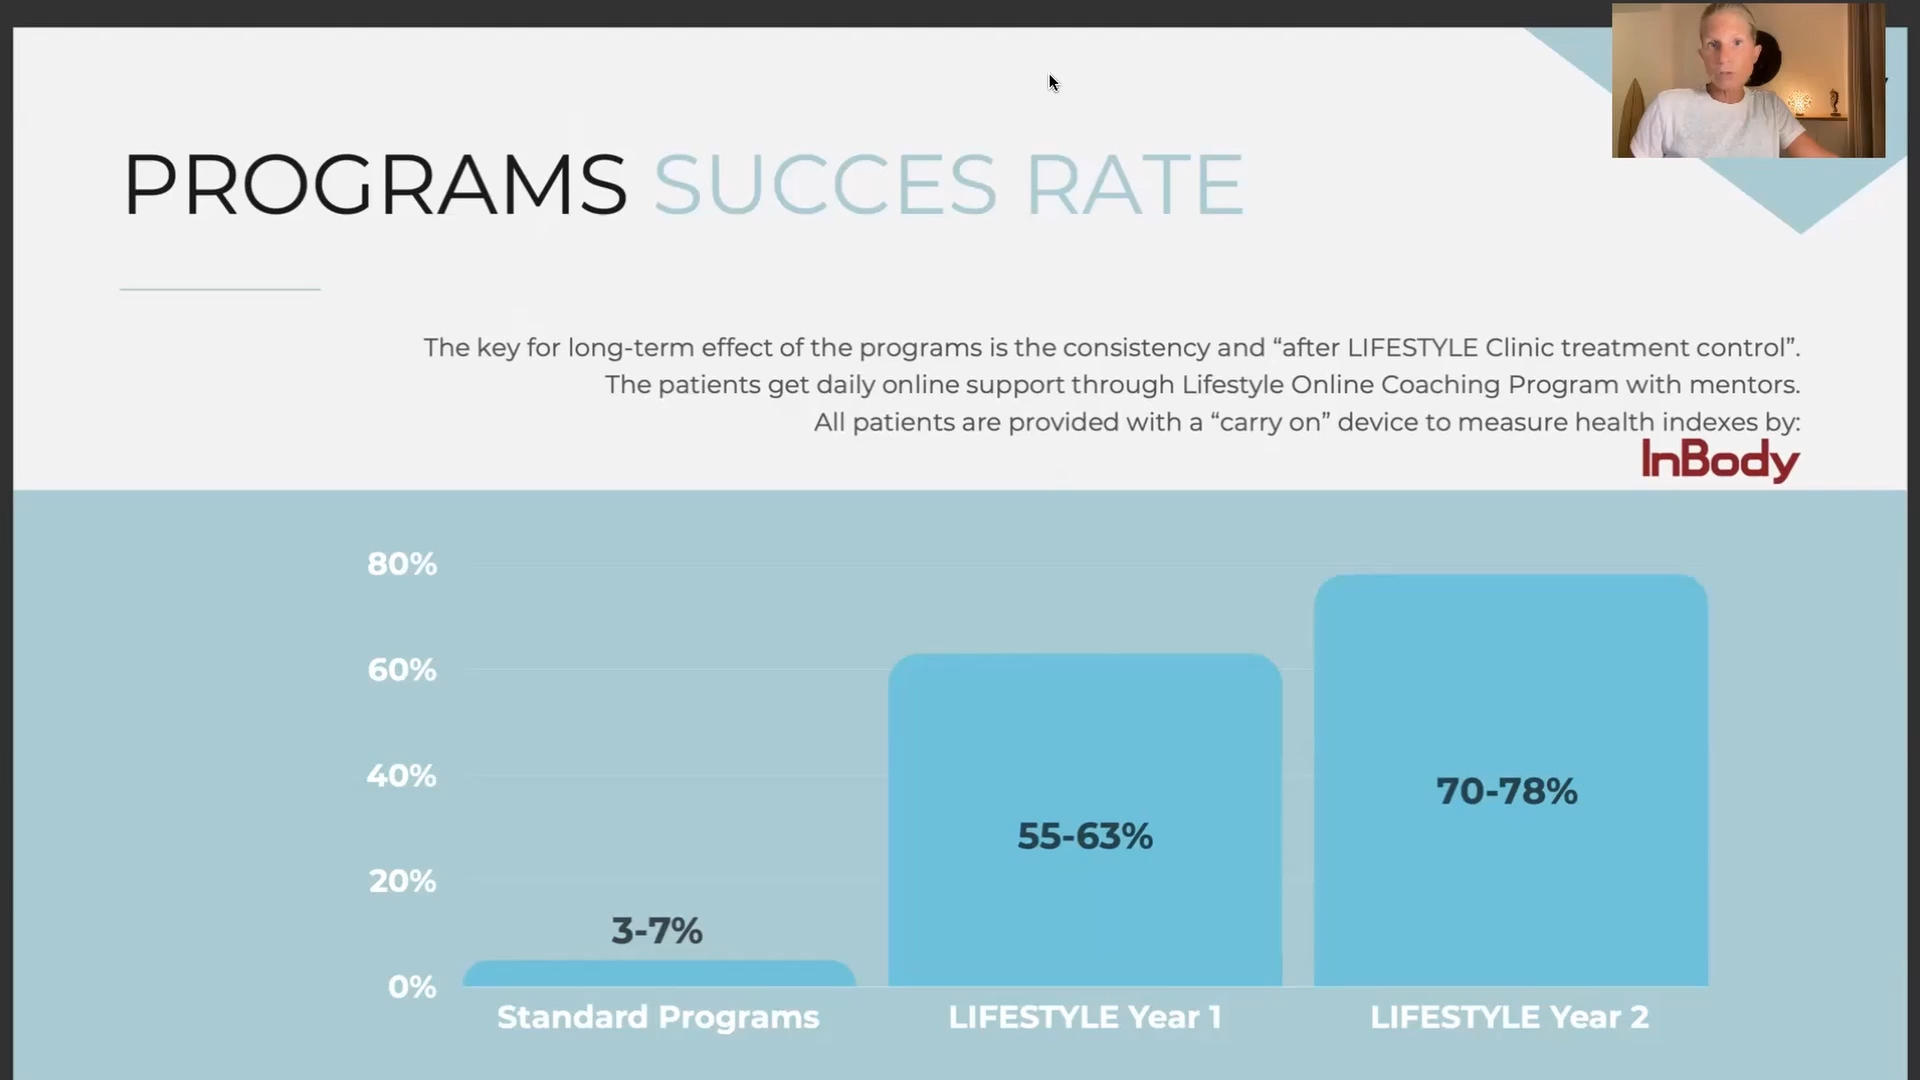 PROGRAMS SUCCES RATE
The key for long-term effect of the programs is the consistency and “after LIFESTYLE Clinic treatment control”.
The patients get daily online support through Lifestyle Online Coaching Program with mentors.
All patients are provided with a “carry on” device to measure health indexes by:
InBody
80%
60%
40%
20%
0%
3-7%
55-63%
70-78%
Standard Programs
LIFESTYLE Year 1
LIFESTYLE Year 2